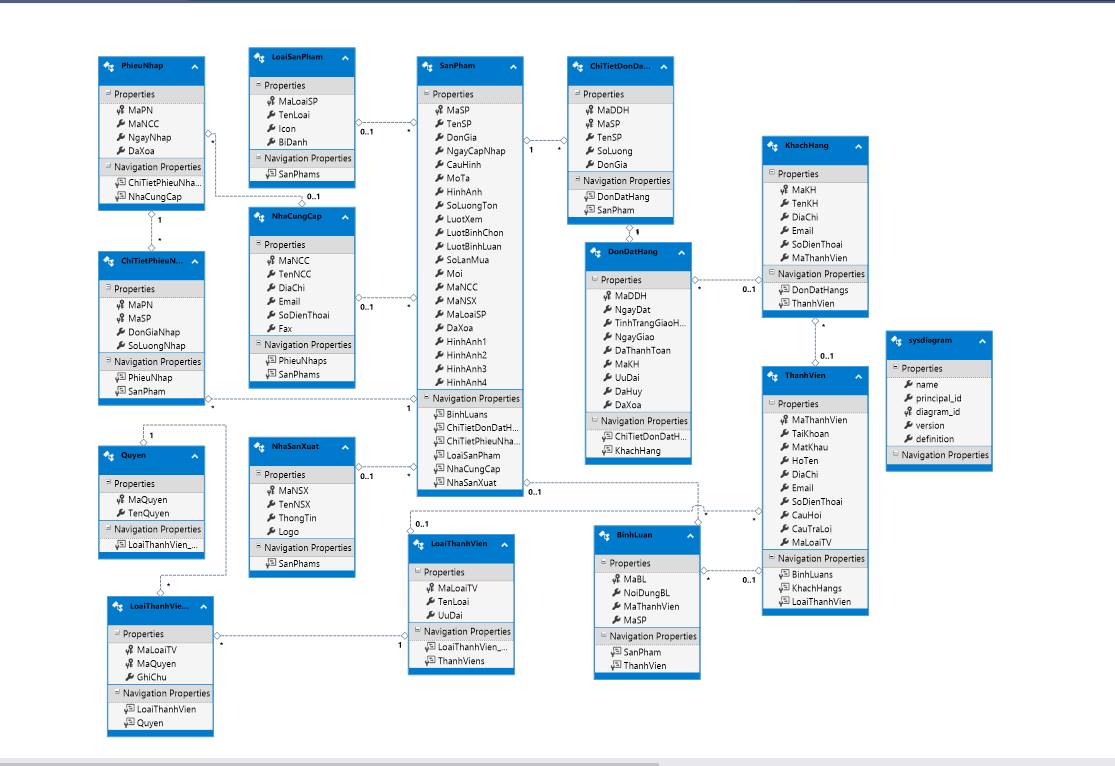 PhieuNhap
Properties
MaPN
MaNCC
NgayNhap
DaXoa
Navigation Properties
ChiTietPhieuNha...
NhaCungCap
LoaiSanPham
Properties
MaLoaiSP
TenLoai
Icon
BiDanh
Navigation Properties
SanPhams
SanPham
Properties
MaSP
TenSP
DonGia
NgayCapNhap
CauHinh
MoTa
HinhAnh
SoLuongTon
LuotXem
LuotBinhChon
LuotBinhLuan
SoLanMua
Moi
MaNCC
MaNSX
MaLoaiSP
DaXoa
HinhAnh1
HinhAnh2
HinhAnh3
HinhAnh4
Navigation Properties
BinhLuans
ChiTietDonDatH...
ChiTietPhieuNha...
LoaiSanPham
NhaCungCap
NhaSanXuat
ChiTietDonDa...
Properties
MaDDH
MaSP
TenSP
SoLuong
DonGia
Navigation Properties
DonDatHang
SanPham
KhachHang
Properties
MaKH
TenKH
DiaChi
Email
SoDienThoai
MaThanhVien
Navigation Properties
DonDatHangs
ThanhVien
NhaCungCap
Properties
MaNCC
TenNCC
DiaChi
Email
SoDienThoai
Fax
Navigation Properties
PhieuNhaps
SanPhams
ChiTietPhieuN...
Properties
MaPN
MaSP
DonGiaNhap
SoLuongNhap
Navigation Properties
PhieuNhap
SanPham
DonDatHang
Properties
MaDDH
NgayDat
TinhTrangGiaoH...
NgayGiao
DaThanhToan
MaKH
UuDai
DaHuy
DaXoa
Navigation Properties
ChiTietDonDatH...
KhachHang
sysdiagram
Properties
name
principal_id
diagram_id
version
definition
Navigation Properties
ThanhVien
Properties
MaThanhVien
TaiKhoan
MatKhau
HoTen
DiaChi
Email
SoDienThoai
CauHoi
CauTraLoi
MaLoaiTV
Navigation Properties
BinhLuans
KhachHangs
LoaiThanhVien
Quyen
Properties
MaQuyen
TenQuyen
Navigation Properties
LoaiThanhVien_...
NhaSanXuat
Properties
MaNSX
TenNSX
ThongTin
Logo
Navigation Properties
SanPhams
LoaiThanhVien
Properties
MaLoaiTV
TenLoai
UuDai
Navigation Properties
LoaiThanhVien_...
ThanhViens
BinhLuan
Properties
MaBL
NoiDungBL
MaThanhVien
MaSP
Navigation Properties
SanPham
ThanhVien
LoaiThanhVie...
Properties
MaLoaiTV
MaQuyen
GhiChu
Navigation Properties
LoaiThanhVien
Quyen
0..1
*
*
0..1
1
*
1
*
0..1
*
1
*
0..1
*
0..1
*
1
*
1
0..1
*
0..1
*
0..1
*
*
0..1
1
*
*
1